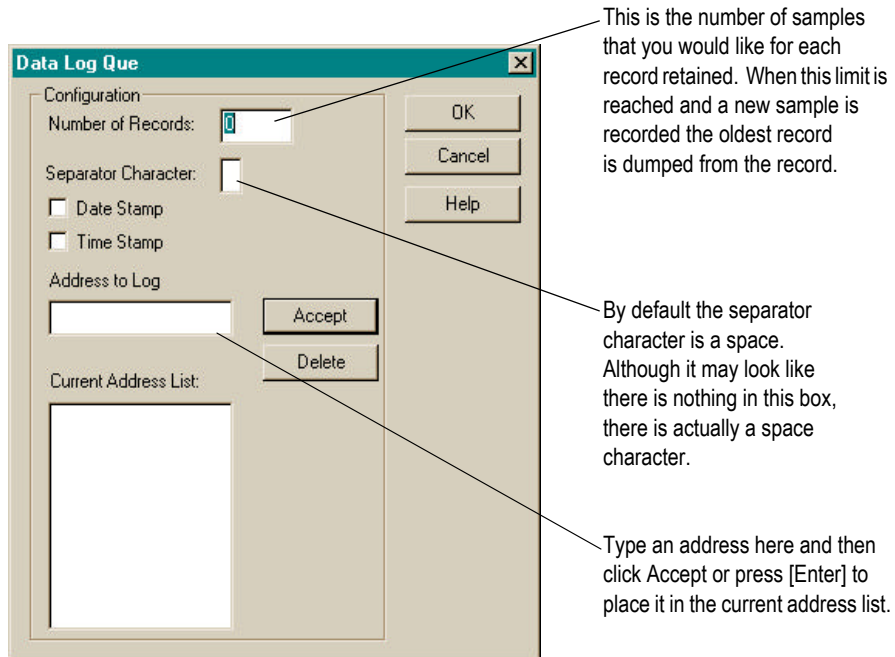 Data Log Que
Configuration
Number of Records:
0
Separator Character:
Date Stamp
Time Stamp
Address to Log
Accept
Delete
Current Address List:
OK
Cancel
Help
This is the number of samples
that you would like for each
record retained. When this limit is
reached and a new sample is
recorded the oldest record
is dumped from the record.
By default the separator
character is a space.
Although it may look like
there is nothing in this box,
there is actually a space
character.
Type an address here and then
click Accept or press [Enter] to
place it in the current address list.